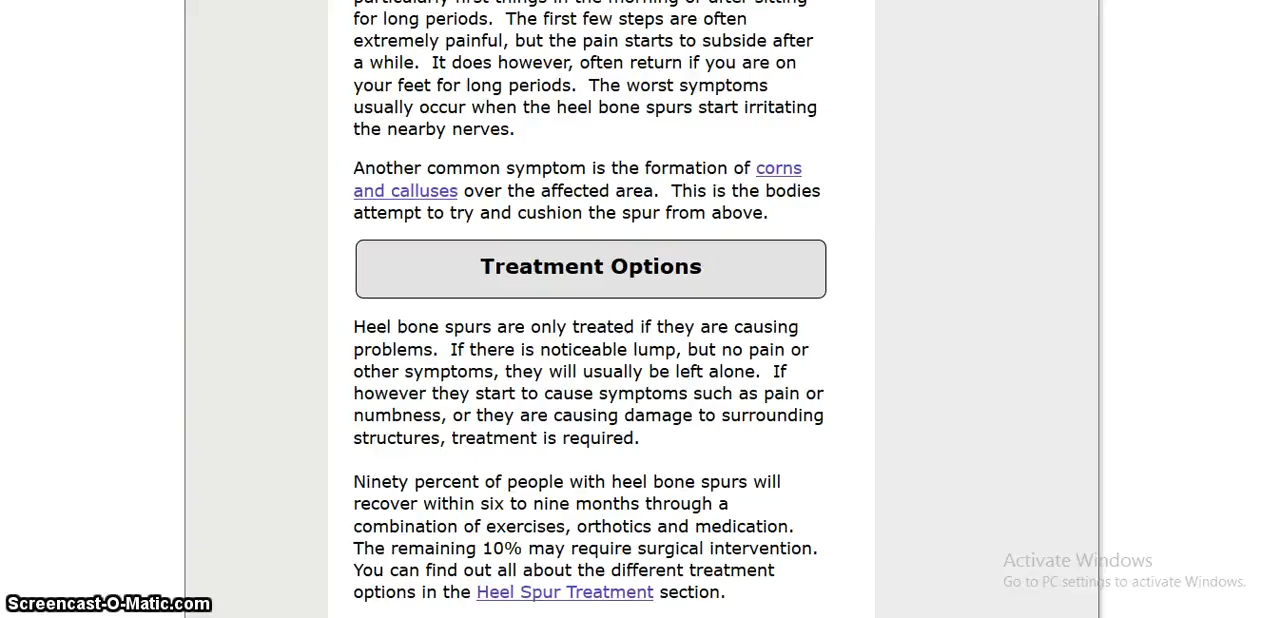 particularly first things in the morning or after sitting
for long periods.  The first few steps are often
extremely painful, but the pain starts to subside after
a while.  It does however, often return if you are on
your feet for long periods.  The worst symptoms
usually occur when the heel bone spurs start irritating
the nearby nerves.
Another common symptom is the formation of corns
and calluses over the affected area.  This is the bodies
attempt to try and cushion the spur from above.
Treatment Options
Heel bone spurs are only treated if they are causing
problems.  If there is noticeable lump, but no pain or
other symptoms, they will usually be left alone.  If
however they start to cause symptoms such as pain or
numbness, or they are causing damage to surrounding
structures, treatment is required.
Ninety percent of people with heel bone spurs will
recover within six to nine months through a
combination of exercises, orthotics and medication.
The remaining 10% may require surgical intervention.
You can find out all about the different treatment
options in the Heel Spur Treatment section.
Activate Windows
Go to PC settings to activate Windows.
Screencast-O-Matic.com